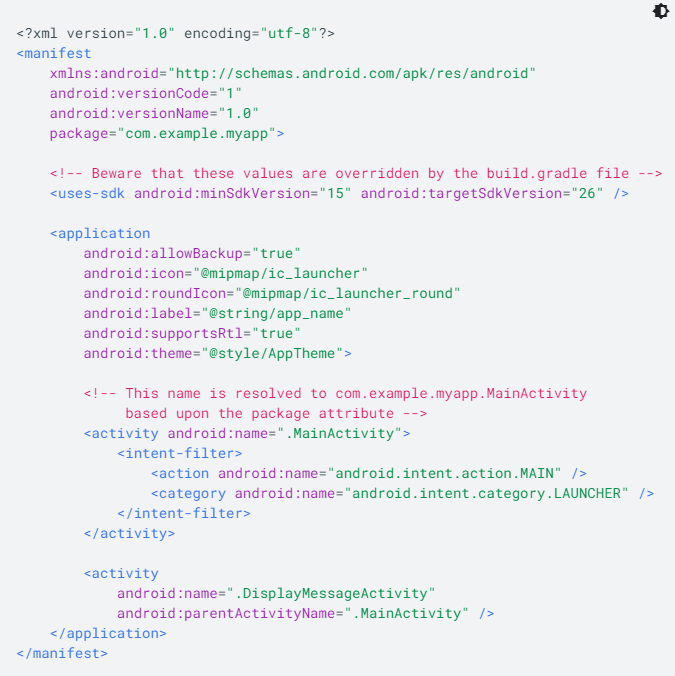 <?xml version="1.0" encoding="utf-8"?>
<manifest
    xmlns:android="http://schemas.android.com/apk/res/android"
    android:versionCode="1"
    android:versionName="1.0"
    package="com.example.myapp">

    <!-- Beware that these values are overridden by the build.gradle file -->
    <uses-sdk android:minSdkVersion="15" android:targetSdkVersion="26" />

    <application
        android:allowBackup="true"
        android:icon="@mipmap/ic_launcher"
        android:roundIcon="@mipmap/ic_launcher_round"
        android:label="@string/app_name"
        android:supportsRtl="true"
        android:theme="@style/AppTheme">

        <!-- This name is resolved to com.example.myapp.MainActivity
             based upon the package attribute -->
        <activity android:name=".MainActivity">
            <intent-filter>
                <action android:name="android.intent.action.MAIN" />
                <category android:name="android.intent.category.LAUNCHER" />
            </intent-filter>
        </activity>

        <activity
            android:name=".DisplayMessageActivity"
            android:parentActivityName=".MainActivity" />
    </application>
</manifest>